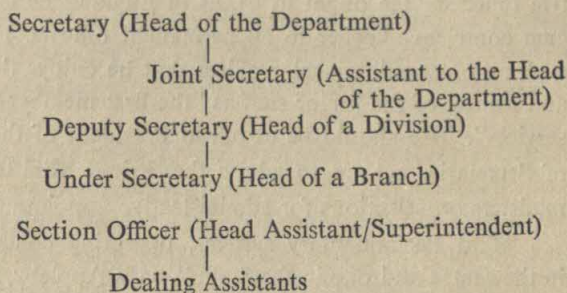 Secretary (Head of the Department)
Joint Secretary (Assistant to the Head
of the Department)
Deputy Secretary (Head of a Division)
Under Secretary (Head of a Branch)
Section Officer (Head Assistant/Superintendent)
Dealing Assistants